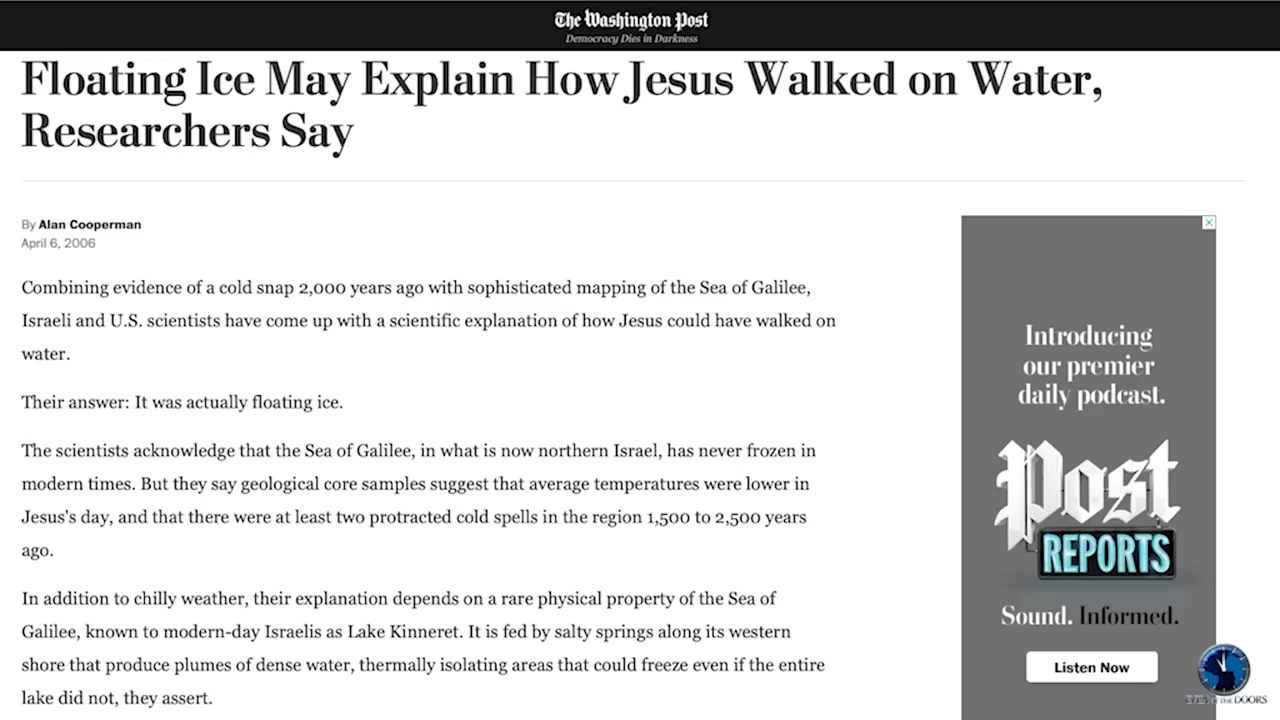 The Washington Post
Democracy Dies in Darkness
Floating Ice May Explain How Jesus Walked on Water,
Researchers Say
By Alan Cooperman
April 6, 2006
Combining evidence of a cold snap 2,000 years ago with sophisticated mapping of the Sea of Galilee,
Israeli and U.S. scientists have come up with a scientific explanation of how Jesus could have walked on
water.
Their answer: It was actually floating ice.
The scientists acknowledge that the Sea of Galilee, in what is now northern Israel, has never frozen in
modern times. But they say geological core samples suggest that average temperatures were lower in
Jesus's day, and that there were at least two protracted cold spells in the region 1,500 to 2,500 years
ago.
In addition to chilly weather, their explanation depends on a rare physical property of the Sea of
Galilee, known to modern-day Israelis as Lake Kinneret. It is fed by salty springs along its western
shore that produce plumes of dense water, thermally isolating areas that could freeze even if the entire
lake did not, they assert.
Introducing
our premier
daily podcast.
Post
REPORTS
Sound. Informed.
Listen Now
DOORS